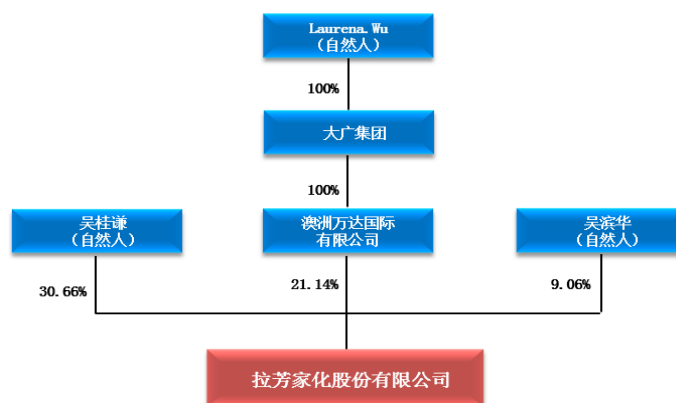 Laurena.Wu
（自然人）
100%
大广集团
100%
吴桂谦
（自然人）
澳洲万达国际
有限公司
吴滨华
（自然人）
30.66%
21.14%
9.06%
拉芳家化股份有限公司